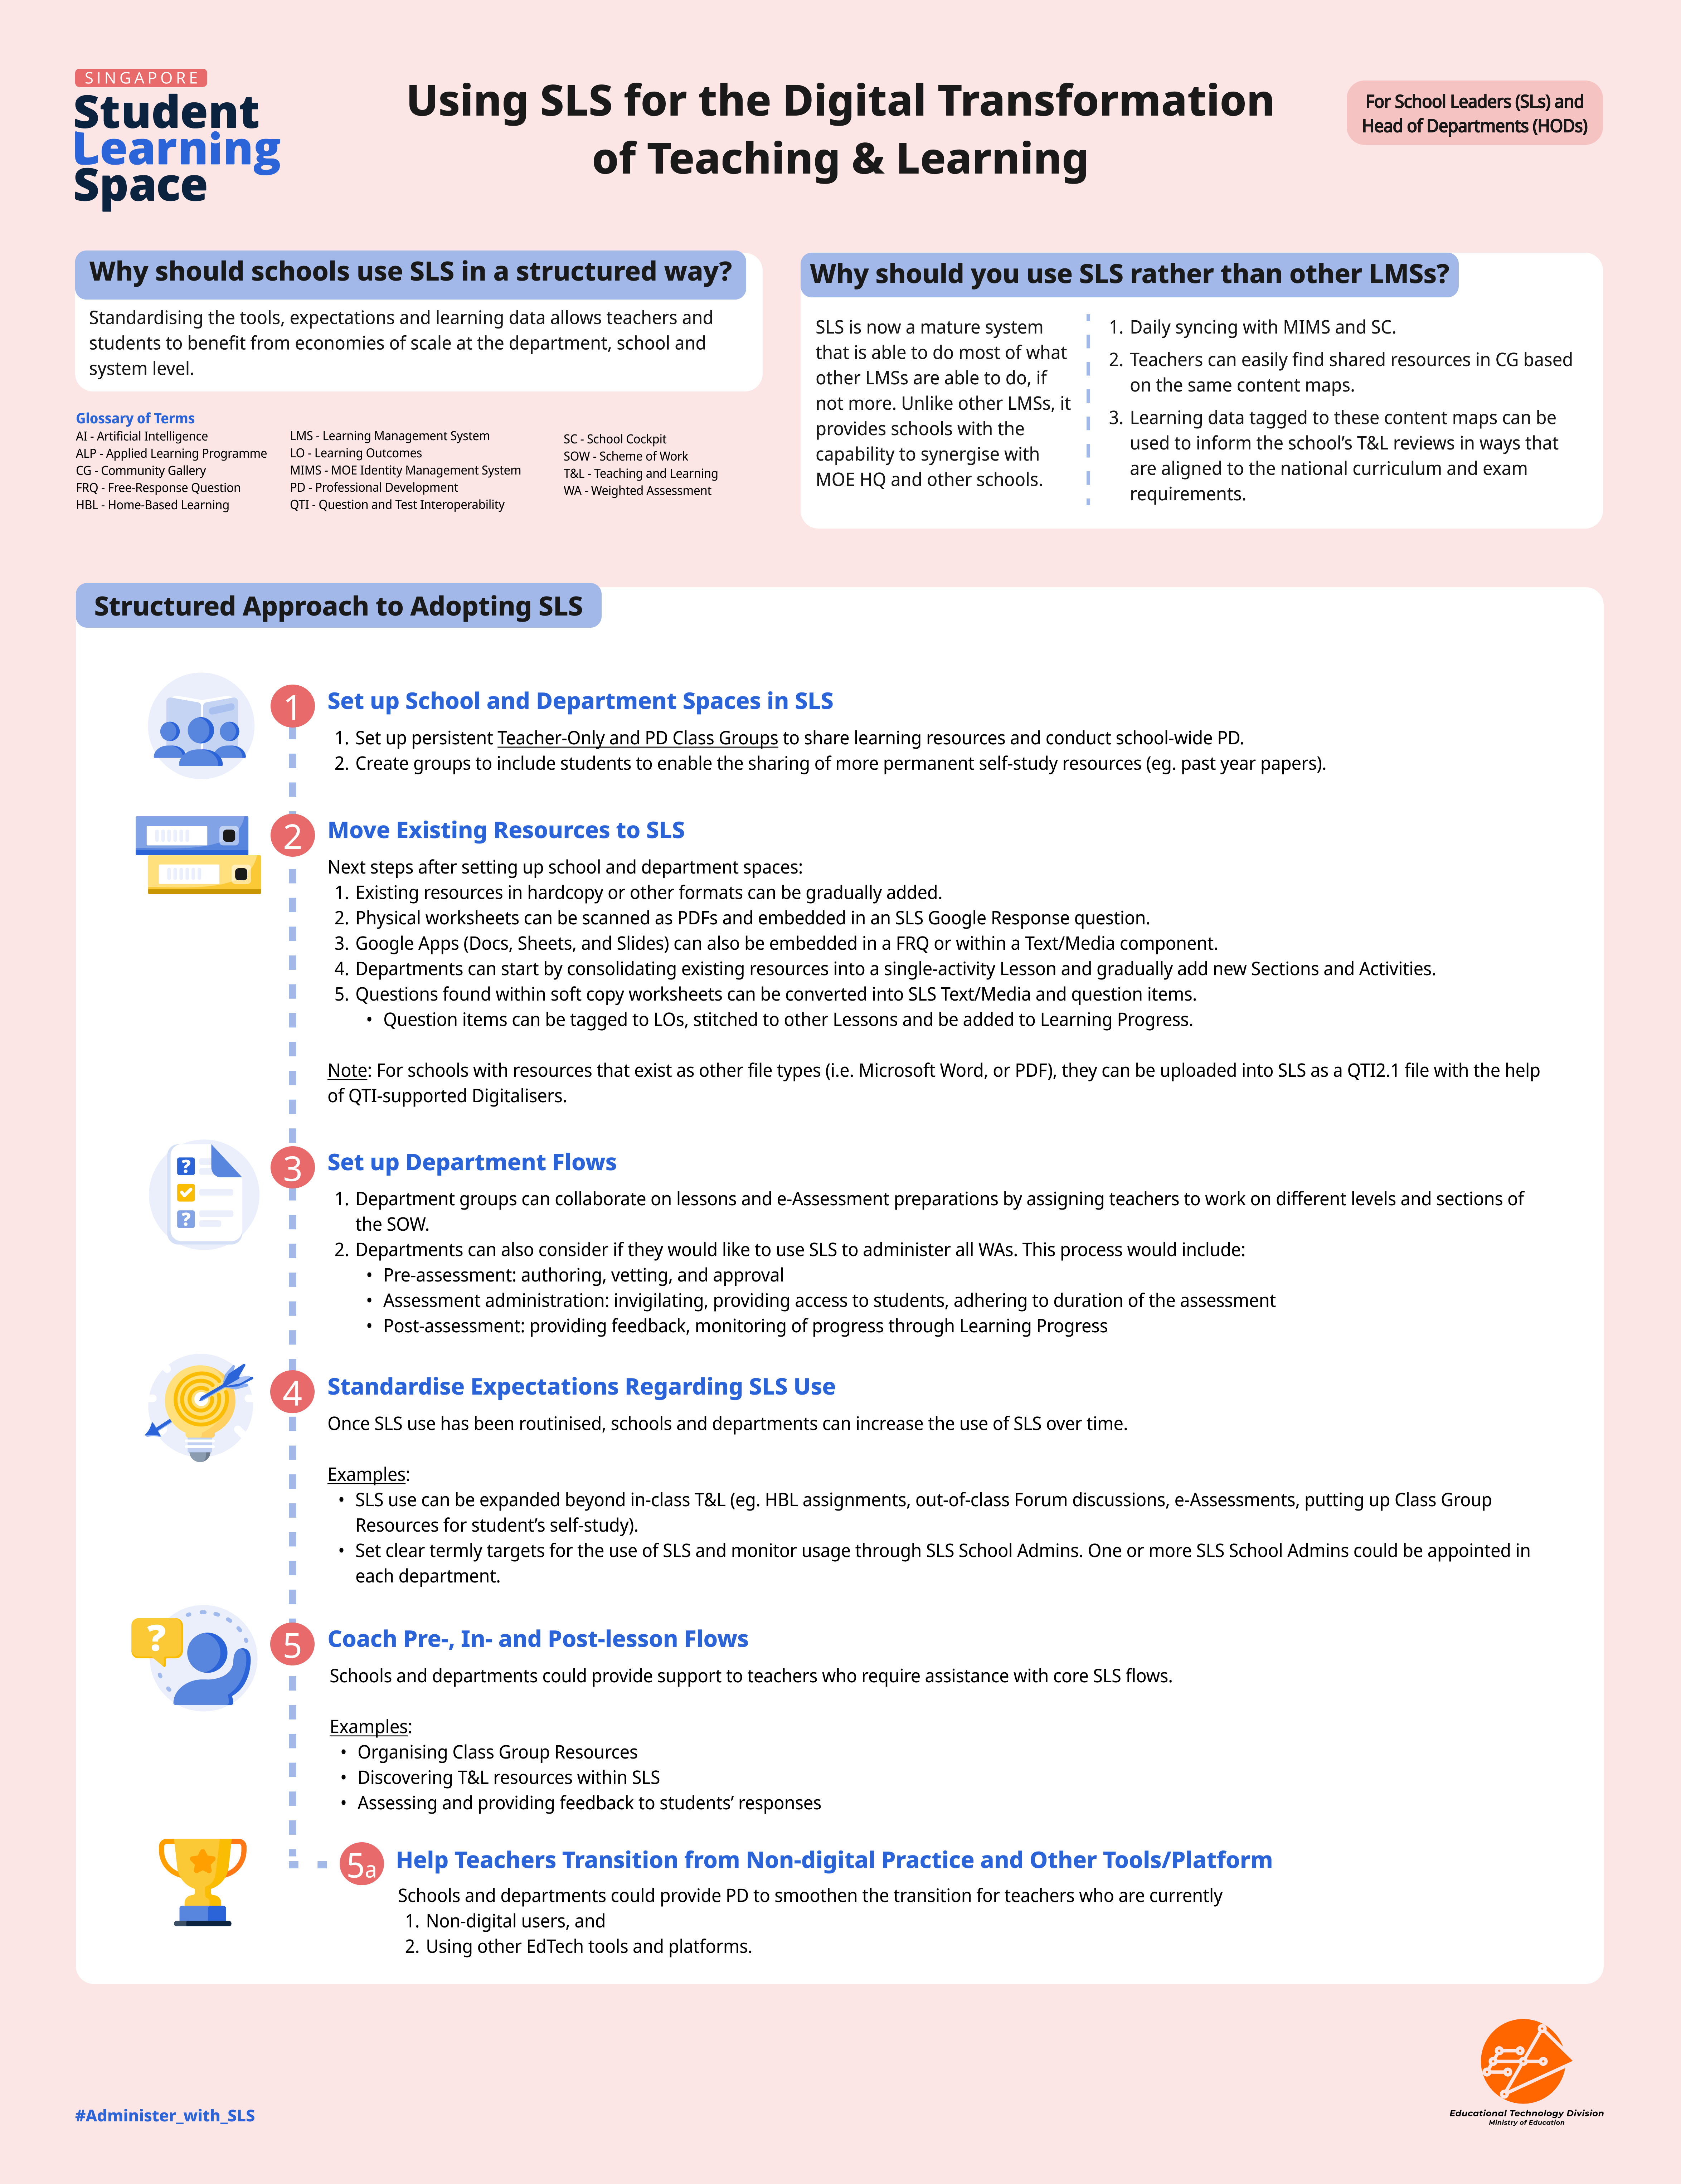 SINGAPORE
Student
Learning
Space
Using SLS for the Digital Transformation
of Teaching & Learning
For School Leaders (SLs) and
Head of Departments (HODs)
Why should schools use SLS in a structured way?
Standardising the tools, expectations and learning data allows teachers and
students to benefit from economies of scale at the department, school and
system level.
Glossary of Terms
AI - Artificial Intelligence
ALP - Applied Learning Programme
CG - Community Gallery
FRQ - Free-Response Question
HBL - Home-Based Learning
LMS - Learning Management System
LO - Learning Outcomes
MIMS - MOE Identity Management System
PD - Professional Development
QTI - Question and Test Interoperability
SC - School Cockpit
SOW - Scheme of Work
T&L - Teaching and Learning
WA - Weighted Assessment
Why should you use SLS rather than other LMSs?
SLS is now a mature system
that is able to do most of what
other LMSs are able to do, if
not more. Unlike other LMSs, it
provides schools with the
capability to synergise with
MOE HQ and other schools.
1. Daily syncing with MIMS and SC.
2. Teachers can easily find shared resources in CG based
on the same content maps.
3. Learning data tagged to these content maps can be
used to inform the school's T&L reviews in ways that
are aligned to the national curriculum and exam
requirements.
Structured Approach to Adopting SLS
1
Set up School and Department Spaces in SLS
1. Set up persistent Teacher-Only and PD Class Groups to share learning resources and conduct school-wide PD.
2. Create groups to include students to enable the sharing of more permanent self-study resources (eg. past year papers).
2
Move Existing Resources to SLS
Next steps after setting up school and department spaces:
1. Existing resources in hardcopy or other formats can be gradually added.
2. Physical worksheets can be scanned as PDFs and embedded in an SLS Google Response question.
3. Google Apps (Docs, Sheets, and Slides) can also be embedded in a FRQ or within a Text/Media component.
4. Departments can start by consolidating existing resources into a single-activity Lesson and gradually add new Sections and Activities.
5. Questions found within soft copy worksheets can be converted into SLS Text/Media and question items.
• Question items can be tagged to LOs, stitched to other Lessons and be added to Learning Progress.
Note: For schools with resources that exist as other file types (i.e. Microsoft Word, or PDF), they can be uploaded into SLS as a QTI2.1 file with the help
of QTI-supported Digitalisers.
?
?
3
Set up Department Flows
1. Department groups can collaborate on lessons and e-Assessment preparations by assigning teachers to work on different levels and sections of
the SOW.
2. Departments can also consider if they would like to use SLS to administer all WAs. This process would include:
• Pre-assessment: authoring, vetting, and approval
• Assessment administration: invigilating, providing access to students, adhering to duration of the assessment
• Post-assessment: providing feedback, monitoring of progress through Learning Progress
4
Standardise Expectations Regarding SLS Use
Once SLS use has been routinised, schools and departments can increase the use of SLS over time.
Examples:
• SLS use can be expanded beyond in-class T&L (eg. HBL assignments, out-of-class Forum discussions, e-Assessments, putting up Class Group
Resources for student's self-study).
• Set clear termly targets for the use of SLS and monitor usage through SLS School Admins. One or more SLS School Admins could be appointed in
each department.
?
5
Coach Pre-, In- and Post-lesson Flows
Schools and departments could provide support to teachers who require assistance with core SLS flows.
Examples:
• Organising Class Group Resources
• Discovering T&L resources within SLS
• Assessing and providing feedback to students' responses
5a
Help Teachers Transition from Non-digital Practice and Other Tools/Platform
Schools and departments could provide PD to smoothen the transition for teachers who are currently
1. Non-digital users, and
2. Using other EdTech tools and platforms.
#Administer_with_SLS
Educational Technology Division
Ministry of Education